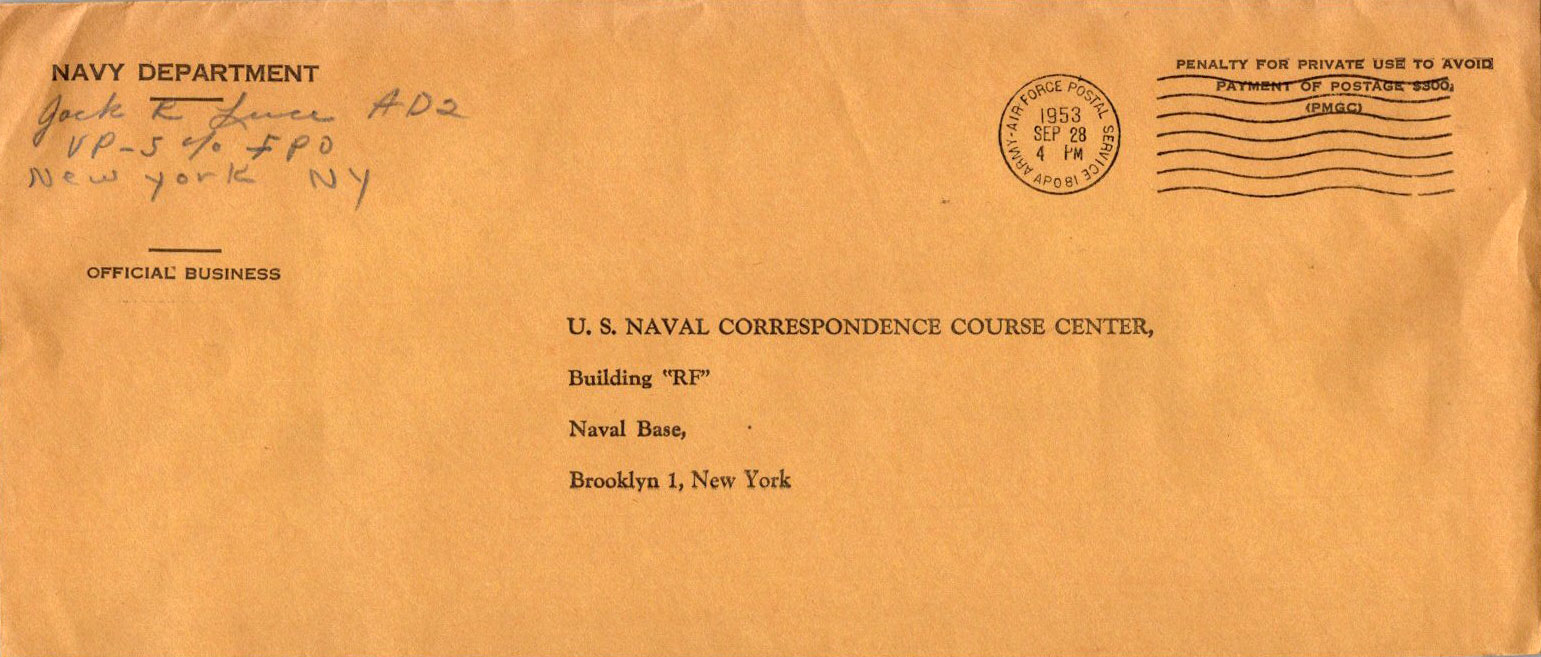 NAVY DEPARTMENT
Jack R Luce AD2
VP-5 c/o FPO
New York NY
OFFICIAL BUSINESS
ARMY-AIR FORCE POSTAL SERVICE
1953
SEP 28
4 PM
APO 81
PENALTY FOR PRIVATE USE TO AVOID
PAYMENT OF POSTAGE $300,
(PMGC)
U. S. NAVAL CORRESPONDENCE COURSE CENTER,
Building "RF"
Naval Base,
Brooklyn 1, New York